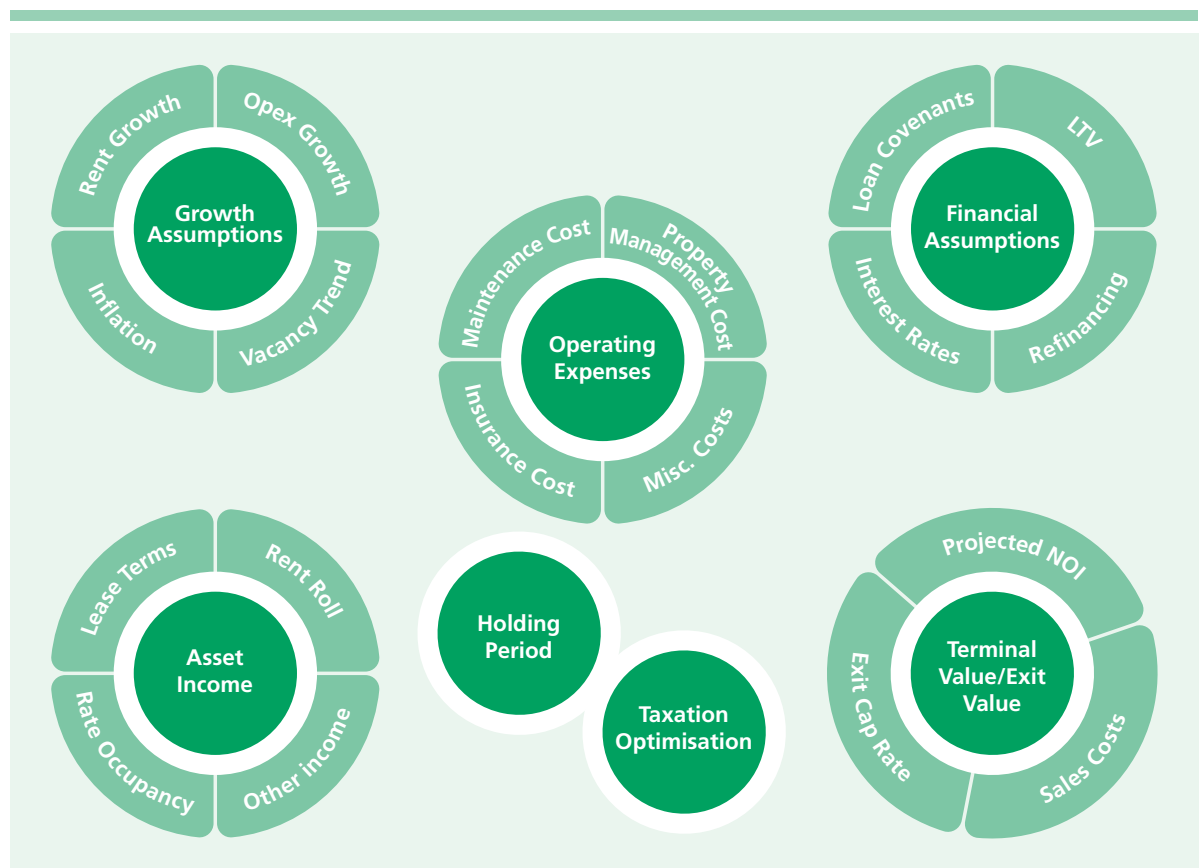 Rent Growth
Opex Growth
Growth
Assumptions
Inflation
Vacancy Trend
Loan Covenants
LTV
Financial
Assumptions
Interest Rates
Refinancing
Maintenance Cost
Property
Management Cost
Operating
Expenses
Insurance Cost
Misc. Costs
Lease Terms
Rent Roll
Asset
Income
Rate Occupancy
Other income
Holding
Period
Taxation
Optimisation
Projected NOI
Terminal
Value/Exit
Value
Exit Cap Rate
Sales Costs